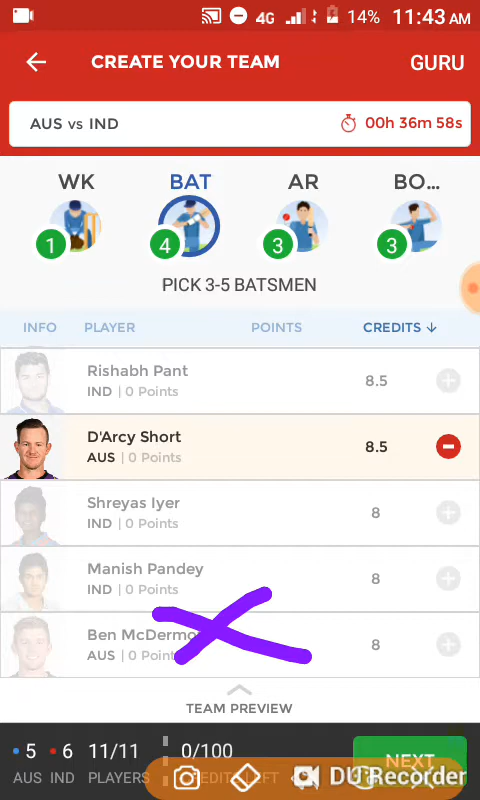 4G 14% 11:43 AM
CREATE YOUR TEAM GURU
AUS vs IND 00h 36m 58s
WK BAT AR BO...
1 4 3 3
PICK 3-5 BATSMEN
INFO PLAYER POINTS CREDITS ↓
Rishabh Pant
IND | 0 Points 8.5
D'Arcy Short
AUS | 0 Points 8.5
Shreyas Iyer
IND | 0 Points 8
Manish Pandey
IND | 0 Points 8
Ben McDermo
AUS | 0 Point 8
TEAM PREVIEW
5 6 11/11 0/100 NEXT
AUS IND PLAYERS CREDIT LEFT DU Recorder